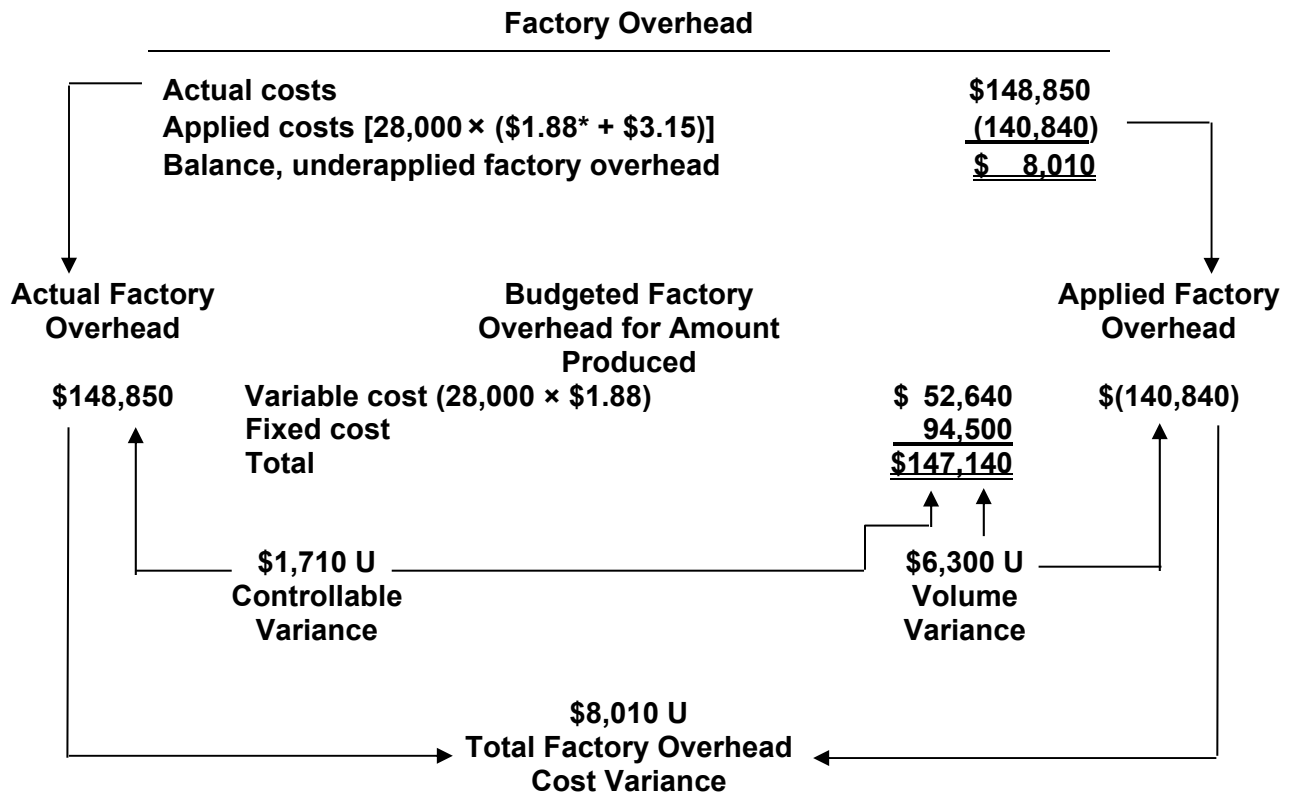 Factory Overhead
Actual costs $148,850
Applied costs [28,000 × ($1.88* + $3.15)] (140,840)
Balance, underapplied factory overhead $ 8,010
Actual Factory Overhead
Budgeted Factory Overhead for Amount Produced
Applied Factory Overhead
$148,850 Variable cost (28,000 × $1.88) $ 52,640 $(140,840)
Fixed cost 94,500
Total $147,140
$1,710 U
Controllable
Variance
$6,300 U
Volume
Variance
$8,010 U
Total Factory Overhead
Cost Variance